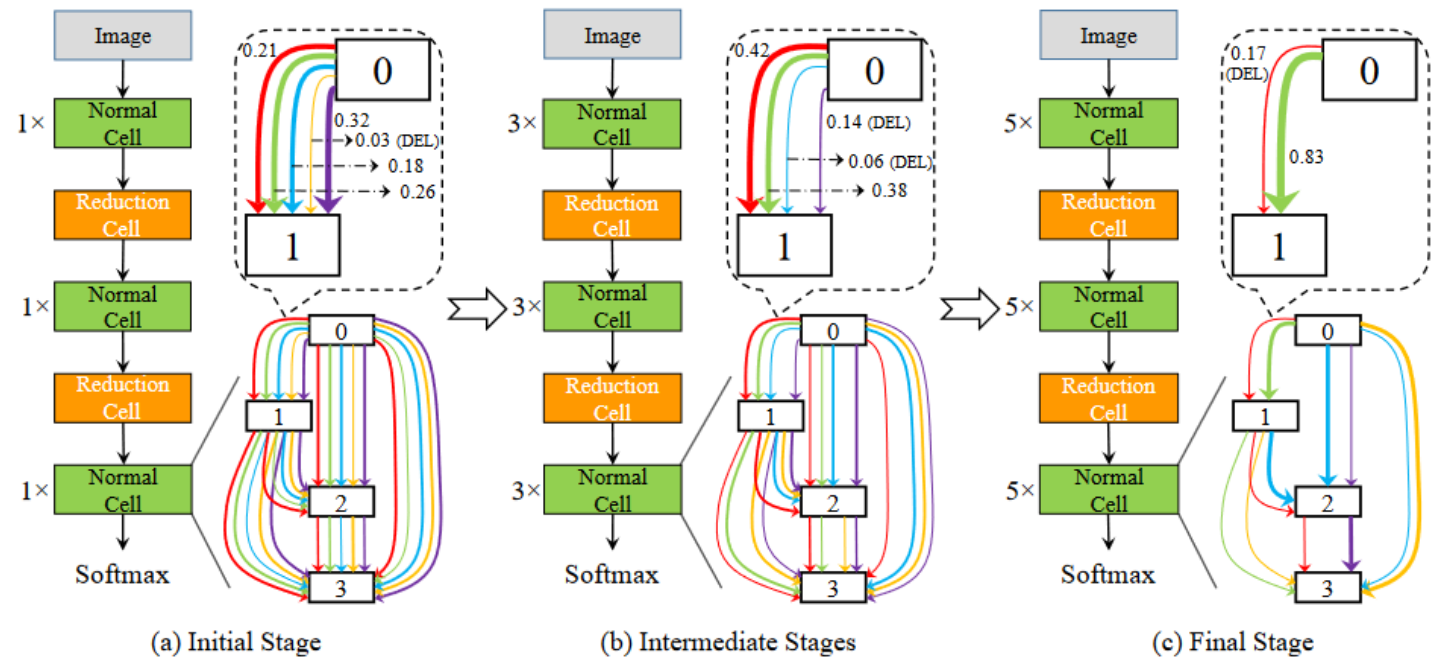 Image
1×
Normal
Cell
Reduction
Cell
1×
Normal
Cell
Reduction
Cell
1×
Normal
Cell
Softmax
0.21
0
0.32
0.03 (DEL)
0.18
0.26
1
0
1
2
3
(a) Initial Stage
Image
3×
Normal
Cell
Reduction
Cell
3×
Normal
Cell
Reduction
Cell
3×
Normal
Cell
Softmax
0.42
0
0.14 (DEL)
0.06 (DEL)
0.38
1
0
1
2
3
(b) Intermediate Stages
Image
5×
Normal
Cell
Reduction
Cell
5×
Normal
Cell
Reduction
Cell
5×
Normal
Cell
Softmax
0.17
(DEL)
0
0.83
1
0
1
2
3
(c) Final Stage